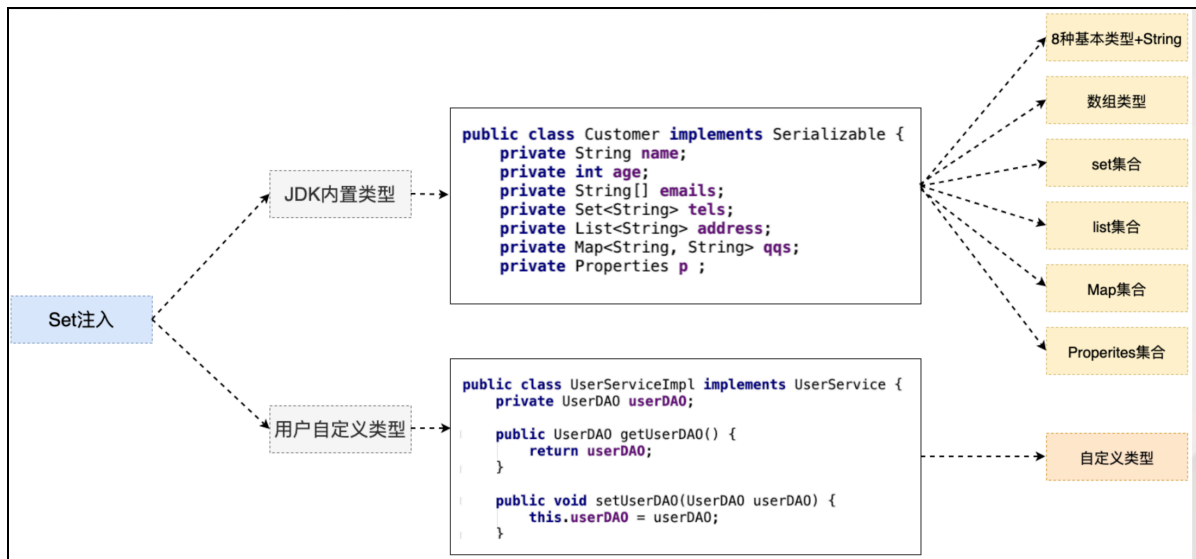 Set注入
JDK内置类型
public class Customer implements Serializable {
private String name;
private int age;
private String[] emails;
private Set<String> tels;
private List<String> address;
private Map<String, String> qqs;
private Properties p ;
8种基本类型+String
数组类型
set集合
list集合
Map集合
Properites集合
用户自定义类型
public class UserServiceImpl implements UserService {
private UserDAO userDAO;
public UserDAO getUserDAO() {
return userDAO;
}
public void setUserDAO(UserDAO userDAO) {
this.userDAO = userDAO;
}
自定义类型